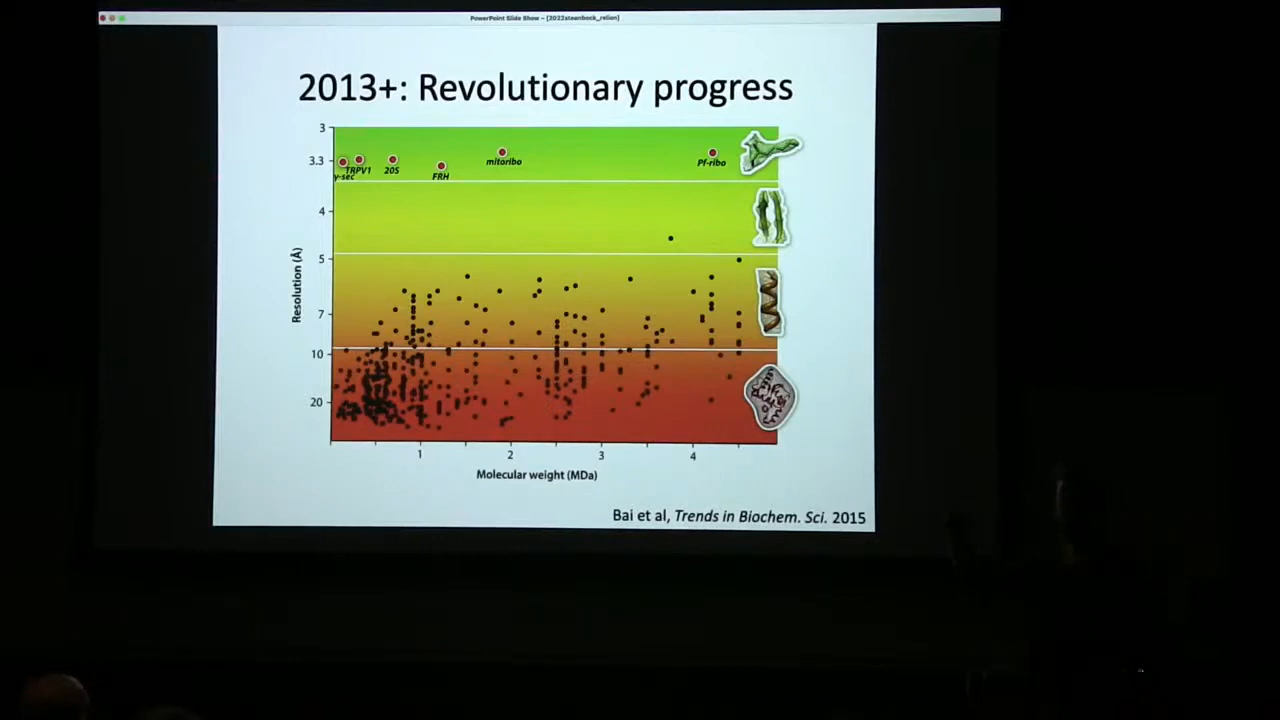 PowerPoint Slide Show - [2022steenbock_relion]
2013+: Revolutionary progress
3
3.3
4
5
7
10
20
Resolution (Å)
γ-sec
TRPV1
20S
FRH
mitoribo
Pf-ribo
1
2
3
4
Molecular weight (MDa)
Bai et al, Trends in Biochem. Sci. 2015